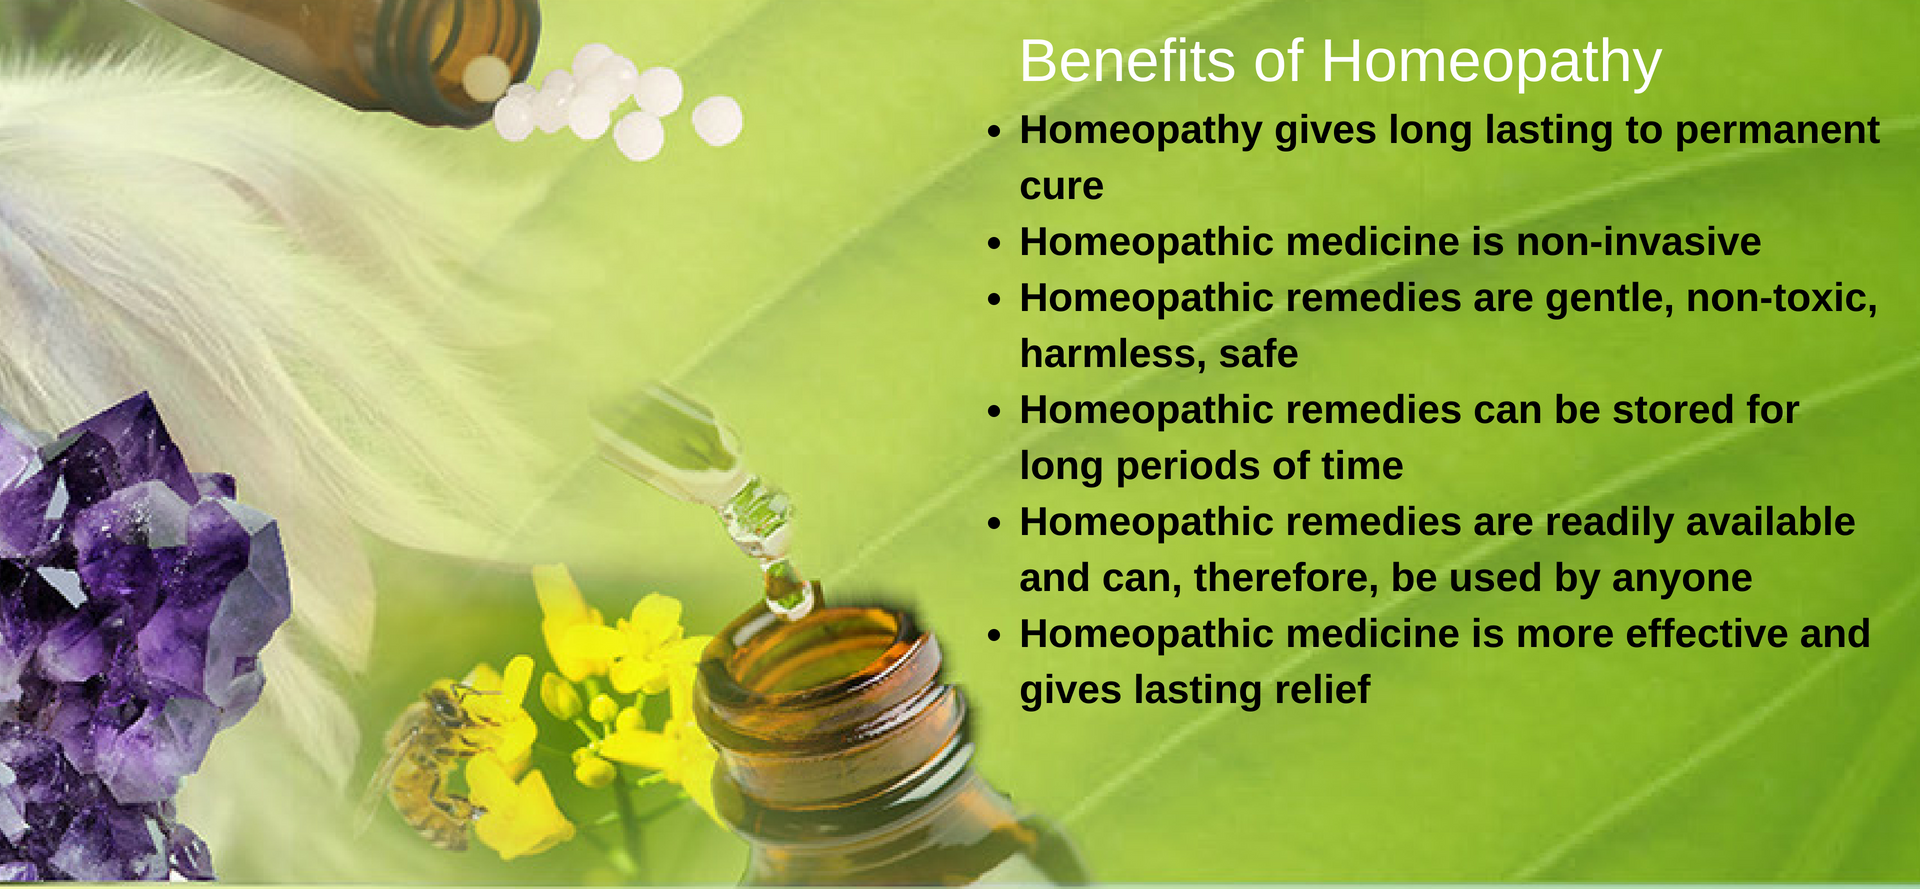 Benefits of Homeopathy
• Homeopathy gives long lasting to permanent
cure
• Homeopathic medicine is non-invasive
• Homeopathic remedies are gentle, non-toxic,
harmless, safe
• Homeopathic remedies can be stored for
long periods of time
• Homeopathic remedies are readily available
and can, therefore, be used by anyone
• Homeopathic medicine is more effective and
gives lasting relief